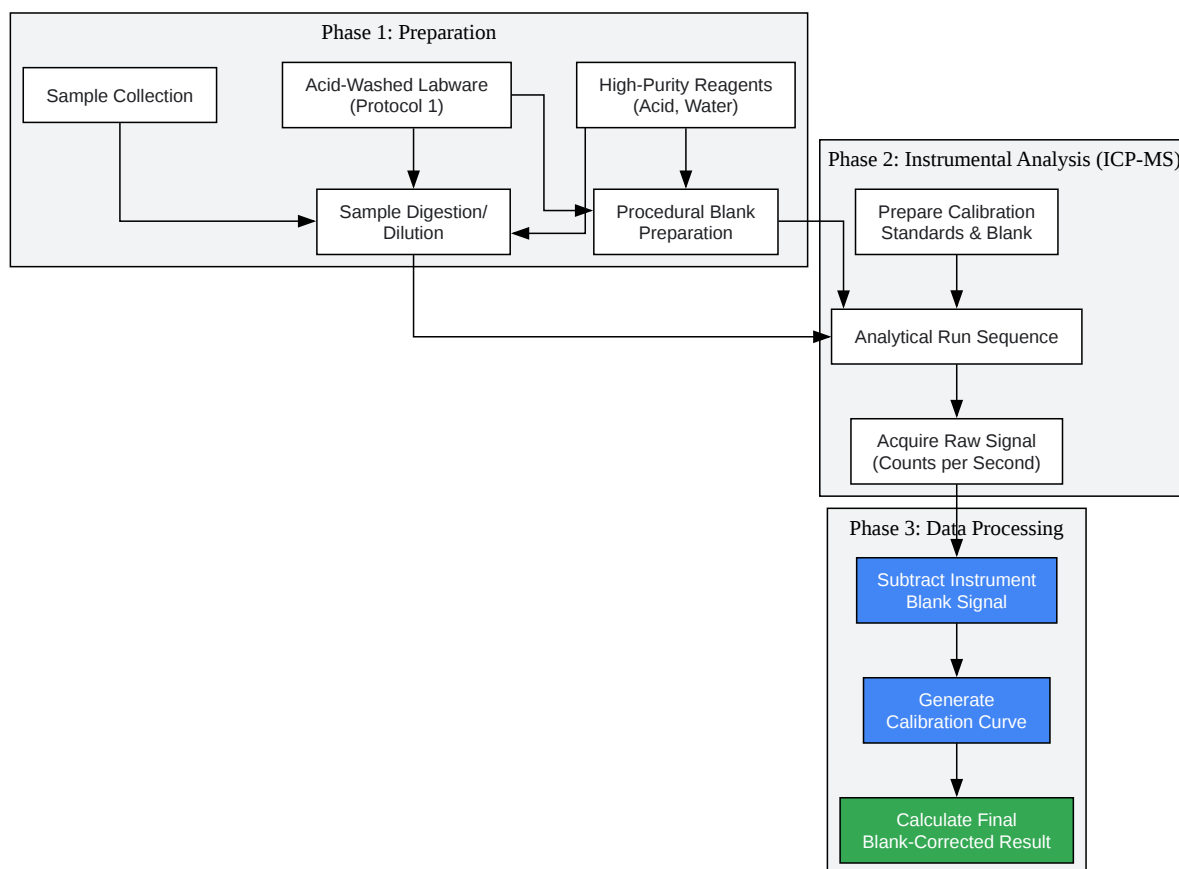 Phase 1: Preparation
Sample Collection
Acid-Washed Labware
(Protocol 1)
High-Purity Reagents
(Acid, Water)
Sample Digestion/
Dilution
Procedural Blank
Preparation
Phase 2: Instrumental Analysis (ICP-MS)
Prepare Calibration
Standards & Blank
Analytical Run Sequence
Acquire Raw Signal
(Counts per Second)
Phase 3: Data Processing
Subtract Instrument
Blank Signal
Generate
Calibration Curve
Calculate Final
Blank-Corrected Result